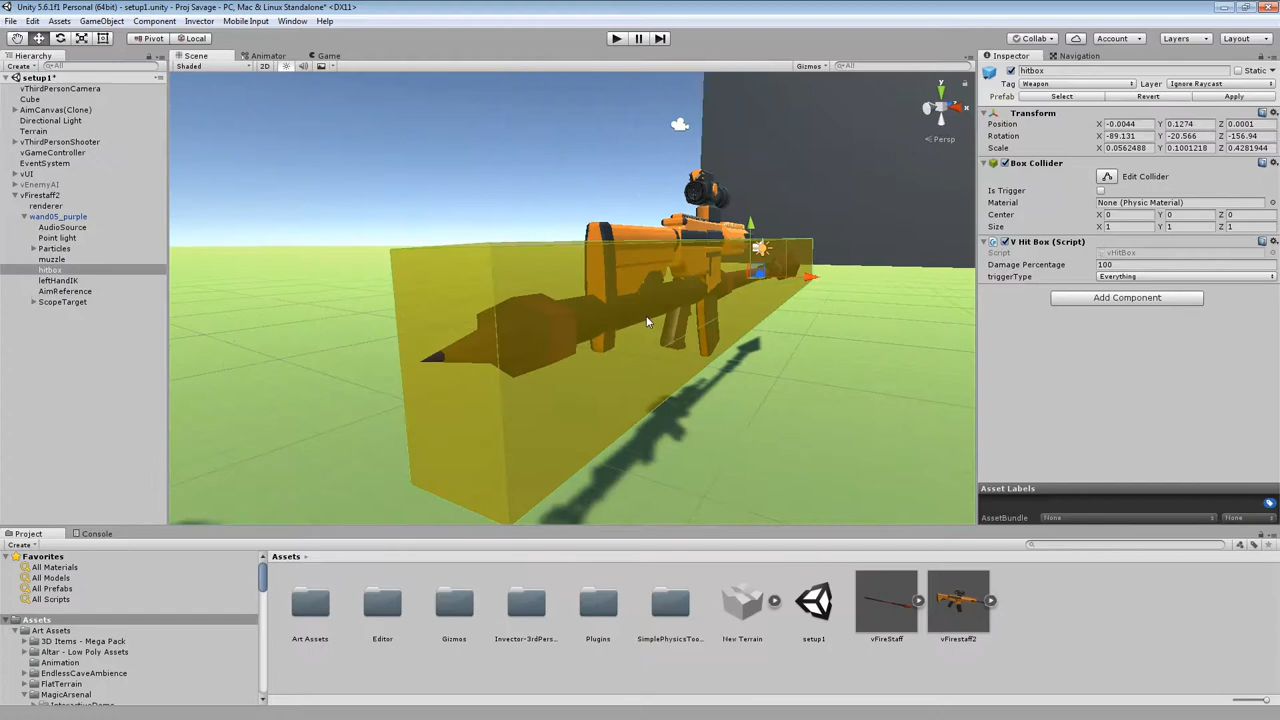 Unity 5.6.1f1 Personal (64bit) - setup1.unity - Proj Savage - PC, Mac & Linux Standalone* <DX11>
File Edit Assets GameObject Component Invector Mobile Input Window Help
Pivot Local Collab Account Layers Layout
Hierarchy
Create All
setup1*
vThirdPersonCamera
Cube
AimCanvas(Clone)
Directional Light
Terrain
vThirdPersonShooter
vGameController
EventSystem
vUI
vEnemyAI
vFirestaff2
renderer
wand05_purple
AudioSource
Point light
Particles
muzzle
hitbox
leftHandIK
AimReference
ScopeTarget
Scene Animator Game
Shaded 2D Gizmos All
y
x
Persp
Inspector Navigation
hitbox Static
Tag Weapon Layer Ignore Raycast
Prefab Select Revert Apply
Transform
Position X -0.0044 Y 0.1274 Z 0.0001
Rotation X -89.131 Y -20.566 Z -156.94
Scale X 0.0562488 Y 0.1001218 Z 0.4281944
Box Collider
Edit Collider
Is Trigger
Material None (Physic Material)
Center X 0 Y 0 Z 0
Size X 1 Y 1 Z 1
V Hit Box (Script)
Script vHitBox
Damage Percentage 100
triggerType Everything
Add Component
Asset Labels
AssetBundle None None
Project Console
Create
Favorites
All Materials
All Models
All Prefabs
All Scripts
Assets
Art Assets
3D Items - Mega Pack
Altar - Low Poly Assets
Animation
EndlessCaveAmbience
FlatTerrain
MagicArsenal
Assets
Art Assets Editor Gizmos Invector-3rdPers... Plugins SimplePhysicsToo... New Terrain setup1 vFireStaff vFirestaff2